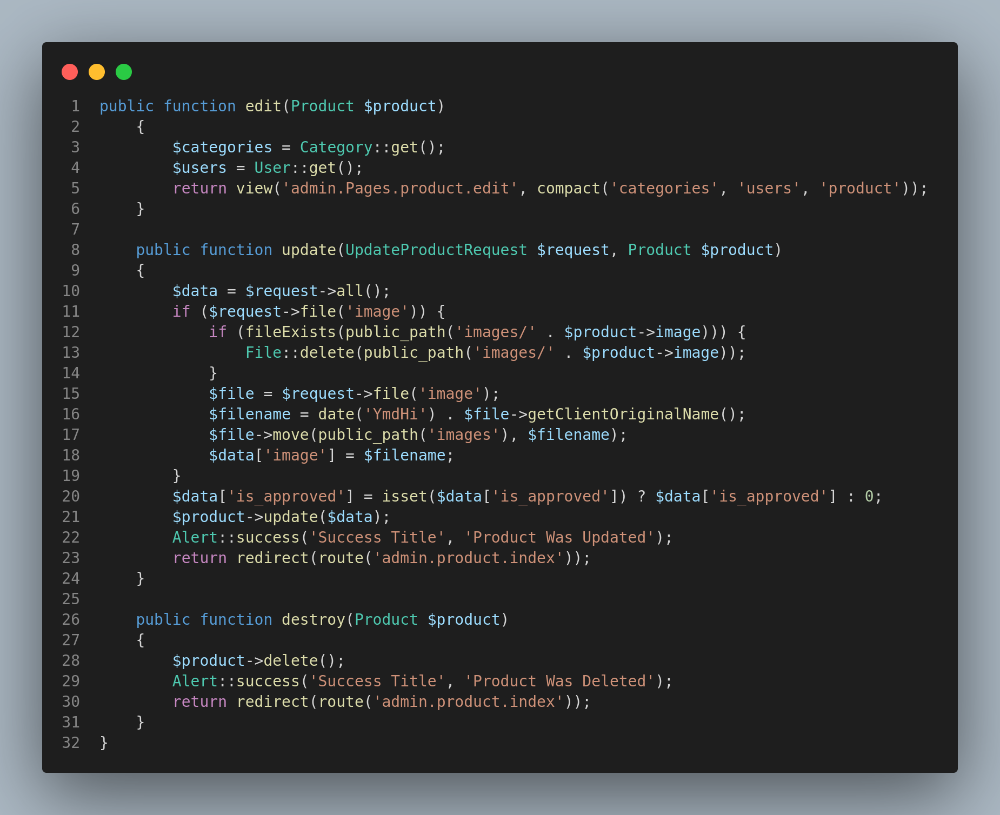 1 public function edit(Product $product)
2     {
3         $categories = Category::get();
4         $users = User::get();
5         return view('admin.Pages.product.edit', compact('categories', 'users', 'product'));
6     }
7
8     public function update(UpdateProductRequest $request, Product $product)
9     {
10         $data = $request->all();
11         if ($request->file('image')) {
12             if (fileExists(public_path('images/' . $product->image))) {
13                 File::delete(public_path('images/' . $product->image));
14             }
15             $file = $request->file('image');
16             $filename = date('YmdHi') . $file->getClientOriginalName();
17             $file->move(public_path('images'), $filename);
18             $data['image'] = $filename;
19         }
20         $data['is_approved'] = isset($data['is_approved']) ? $data['is_approved'] : 0;
21         $product->update($data);
22         Alert::success('Success Title', 'Product Was Updated');
23         return redirect(route('admin.product.index'));
24     }
25
26     public function destroy(Product $product)
27     {
28         $product->delete();
29         Alert::success('Success Title', 'Product Was Deleted');
30         return redirect(route('admin.product.index'));
31     }
32 }